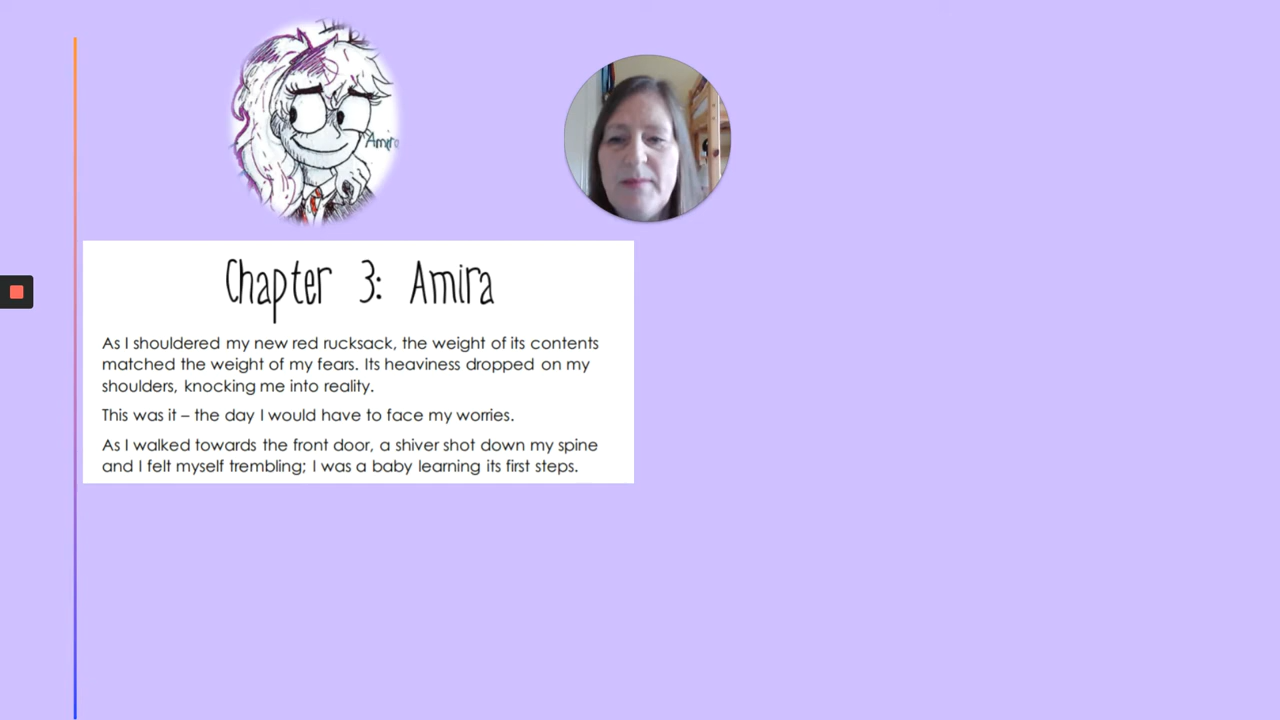 Amira
Chapter 3: Amira
As I shouldered my new red rucksack, the weight of its contents
matched the weight of my fears. Its heaviness dropped on my
shoulders, knocking me into reality.
This was it – the day I would have to face my worries.
As I walked towards the front door, a shiver shot down my spine
and I felt myself trembling; I was a baby learning its first steps.